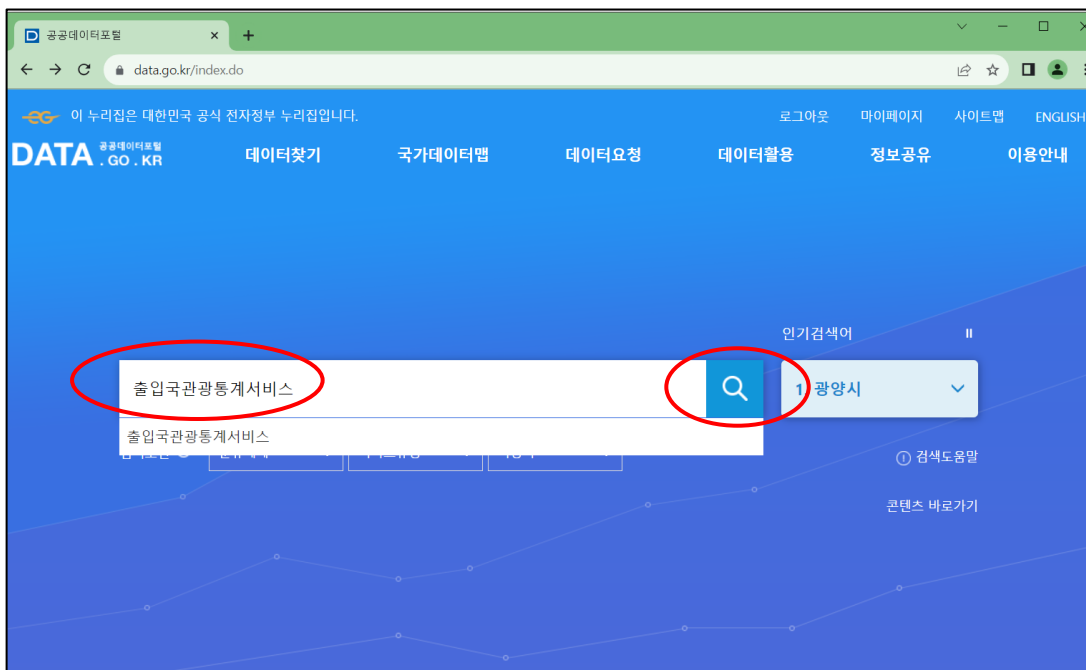 공공데이터포털
data.go.kr/index.do
이 누리집은 대한민국 공식 전자정부 누리집입니다.
로그아웃 마이페이지 사이트맵 ENGLISH
DATA 공공데이터포털 .GO.KR
데이터찾기 국가데이터맵 데이터요청 데이터활용 정보공유 이용안내
인기검색어
출입국관광통계서비스
1 광양시
출입국관광통계서비스
검색도움말
콘텐츠 바로가기